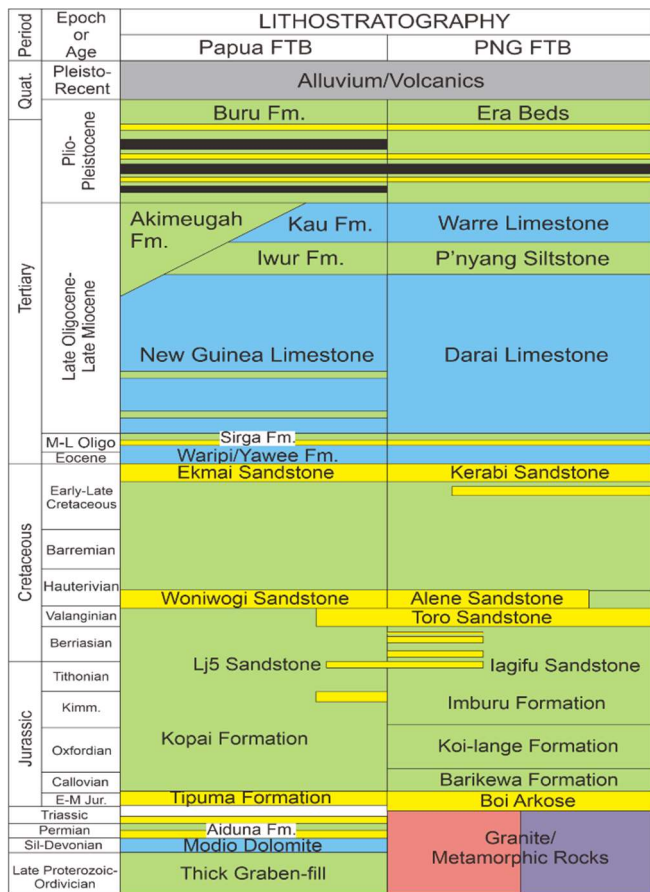 LITHOSTRATOGRAPHY
Period
Epoch
or
Age
Papua FTB
PNG FTB
Quat.
Pleisto-
Recent
Alluvium/Volcanics
Tertiary
Plio-
Pleistocene
Buru Fm.
Era Beds
Late Oligocene-
Late Miocene
Akimeugah
Fm.
Kau Fm.
Warre Limestone
Iwur Fm.
P'nyang Siltstone
New Guinea Limestone
Darai Limestone
M-L Oligo
Sirga Fm.
Eocene
Waripi/Yawee Fm.
Cretaceous
Early-Late
Cretaceous
Ekmai Sandstone
Kerabi Sandstone
Barremian
Hauterivian
Woniwogi Sandstone
Alene Sandstone
Valanginian
Toro Sandstone
Berriasian
Jurassic
Tithonian
Lj5 Sandstone
Iagifu Sandstone
Kimm.
Imburu Formation
Oxfordian
Kopai Formation
Koi-lange Formation
Callovian
Barikewa Formation
E-M Jur.
Tipuma Formation
Boi Arkose
Triassic
Permian
Aiduna Fm.
Granite/
Metamorphic Rocks
Sil-Devonian
Modio Dolomite
Late Proterozoic-
Ordivician
Thick Graben-fill